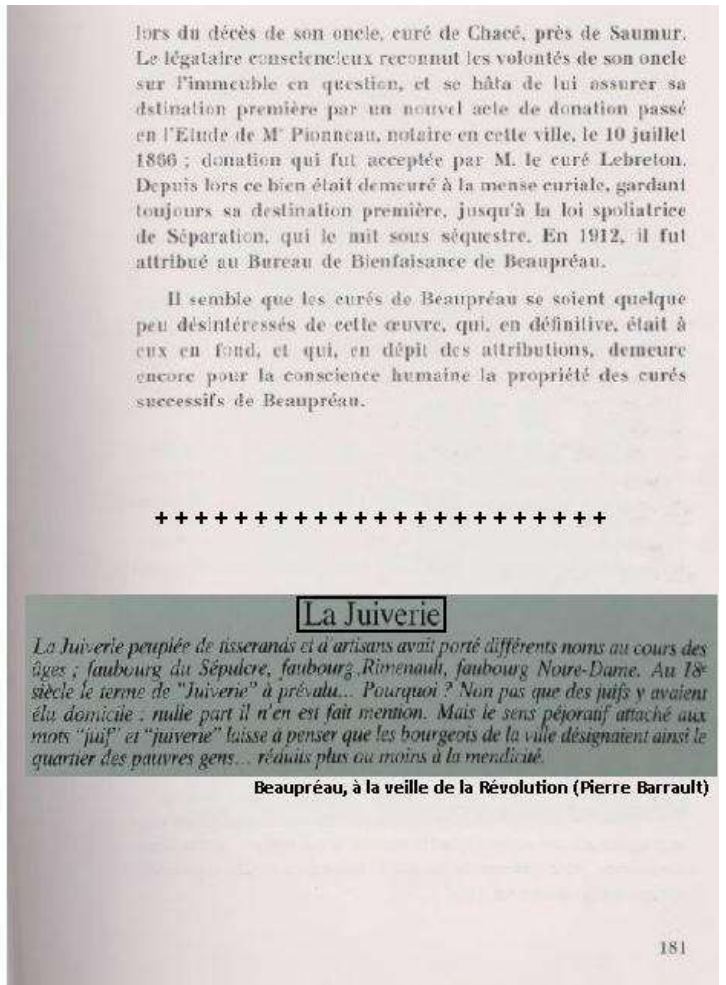 lors du décès de son oncle, curé de Chacé, près de Saumur.
Le légataire consciencieux reconnut les volontés de son oncle
sur l'immeuble en question, et se hâta de lui assurer sa
dstination première par un nouvel acte de donation passé
en l'Etude de Mᵉ Pionneau, notaire en cette ville, le 10 juillet
1866 ; donation qui fut acceptée par M. le curé Lebreton.
Depuis lors ce bien était demeuré à la mense curiale, gardant
toujours sa destination première, jusqu'à la loi spoliatrice
de Séparation, qui le mit sous séquestre. En 1912, il fut
attribué au Bureau de Bienfaisance de Beaupréau.
Il semble que les curés de Beaupréau se soient quelque
peu désintéressés de cette œuvre, qui, en définitive, était à
eux en fond, et qui, en dépit des attributions, demeure
encore pour la conscience humaine la propriété des curés
successifs de Beaupréau.
+ + + + + + + + + + + + + + + + + + + + + + +
La Juiverie
La Juiverie peuplée de tisserands et d'artisans avait porté différents noms au cours des
âges ; faubourg du Sépulcre, faubourg Rimenault, faubourg Notre-Dame. Au 18ᵉ
siècle le terme de "Juiverie" à prévalu... Pourquoi ? Non pas que des juifs y avaient
élu domicile : nulle part il n'en est fait mention. Mais le sens péjoratif attaché aux
mots "juif" et "juiverie" laisse à penser que les bourgeois de la ville désignaient ainsi le
quartier des pauvres gens... réduits plus ou moins à la mendicité.
Beaupréau, à la veille de la Révolution (Pierre Barrault)
181